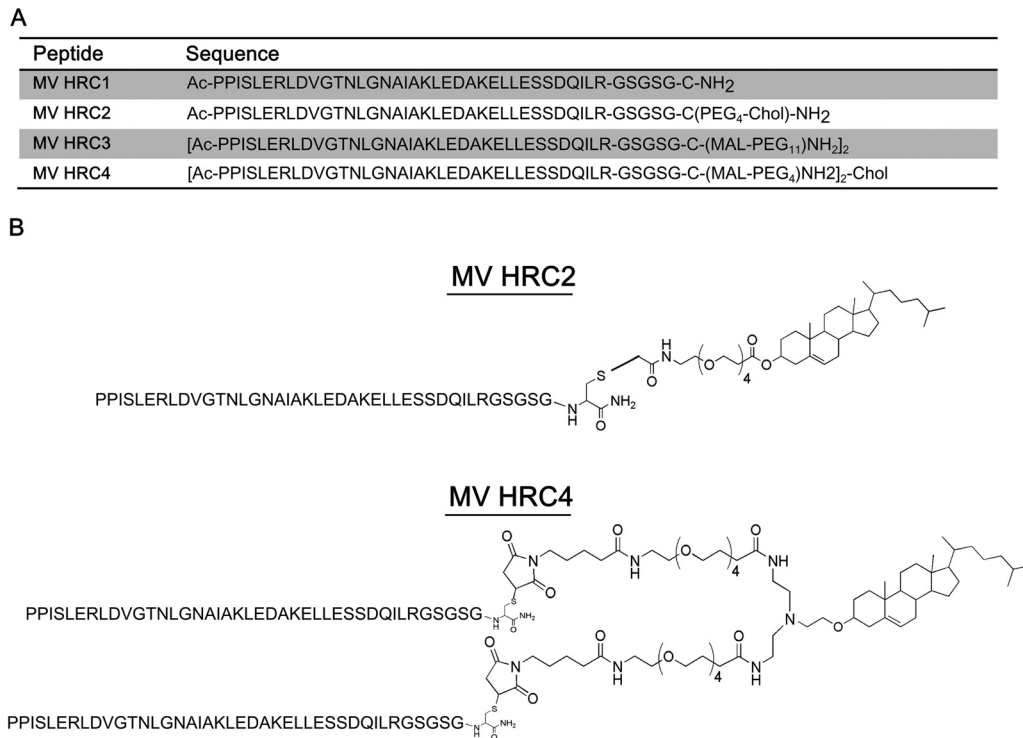 A
Peptide Sequence
MV HRC1 Ac-PPISLERLDVGTNLGNAIAKLEDAKELLESSDQILR-GSGSG-C-NH2
MV HRC2 Ac-PPISLERLDVGTNLGNAIAKLEDAKELLESSDQILR-GSGSG-C(PEG4-Chol)-NH2
MV HRC3 [Ac-PPISLERLDVGTNLGNAIAKLEDAKELLESSDQILR-GSGSG-C-(MAL-PEG11)NH2]2
MV HRC4 [Ac-PPISLERLDVGTNLGNAIAKLEDAKELLESSDQILR-GSGSG-C-(MAL-PEG4)NH2]2-Chol
B
MV HRC2
H
N
O
O
O
O
4
S
PPISLERLDVGTNLGNAIAKLEDAKELLESSDQILRGSGSG
N
H
NH2
O
MV HRC4
O
N
O
S
O
N
H
O
4
O
NH
PPISLERLDVGTNLGNAIAKLEDAKELLESSDQILRGSGSG
N
H
NH2
O
N
O
O
N
O
S
O
N
H
O
4
O
N
H
PPISLERLDVGTNLGNAIAKLEDAKELLESSDQILRGSGSG
N
H
NH2
O